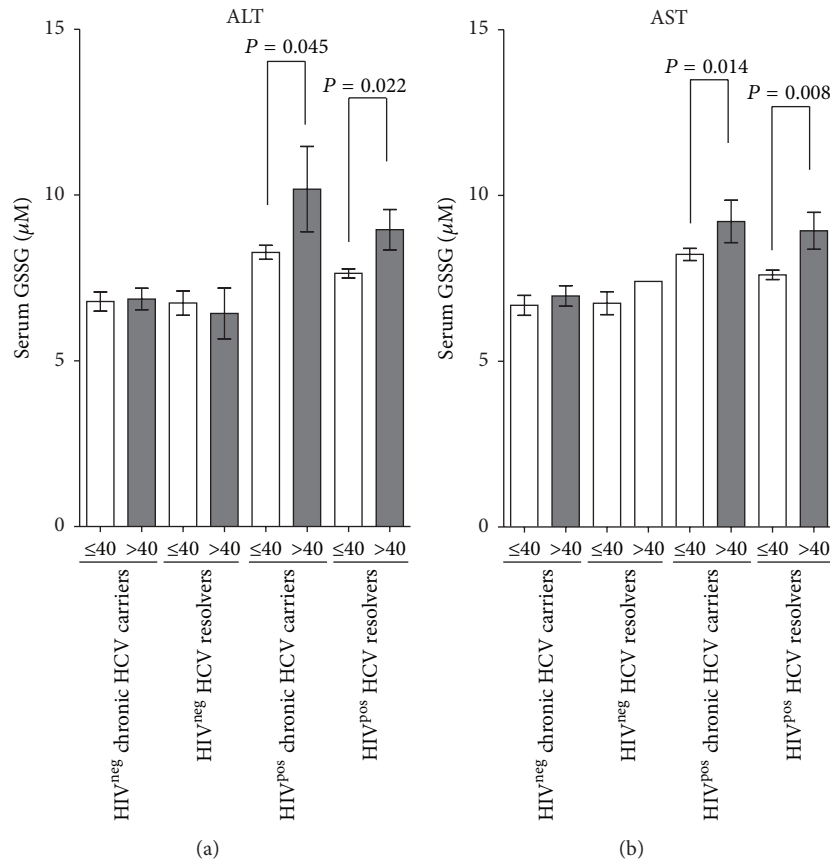 ALT
Serum GSSG (μM)
15
10
5
0
P = 0.045
P = 0.022
≤40 >40 ≤40 >40 ≤40 >40 ≤40 >40
HIVneg chronic HCV carriers
HIVneg HCV resolvers
HIVpos chronic HCV carriers
HIVpos HCV resolvers
(a)
AST
Serum GSSG (μM)
15
10
5
0
P = 0.014
P = 0.008
≤40 >40 ≤40 >40 ≤40 >40 ≤40 >40
HIVneg chronic HCV carriers
HIVneg HCV resolvers
HIVpos chronic HCV carriers
HIVpos HCV resolvers
(b)